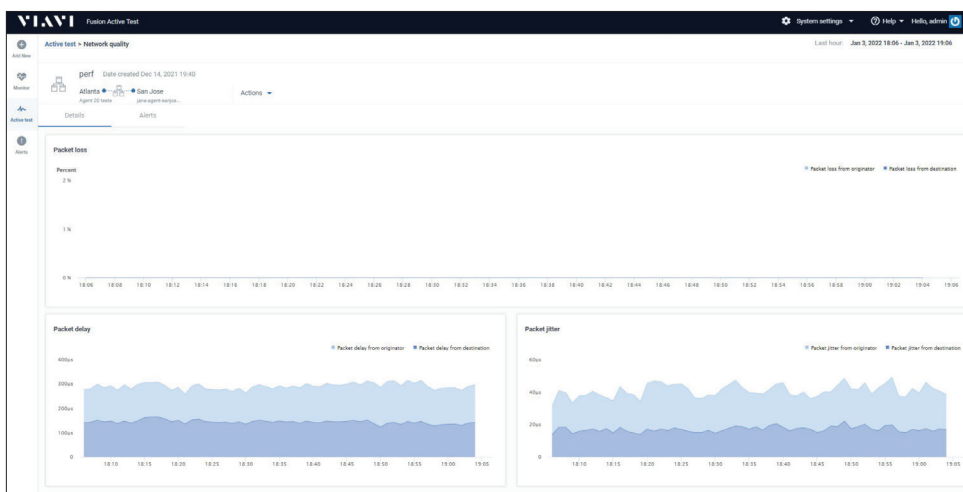 VIAVI Fusion Active Test System settings Help Hello, admin
Add New
Monitor
Active test
Alerts
Active test > Network quality Last hour: Jan 3, 2022 18:06 - Jan 3, 2022 19:06
perf Date created Dec 14, 2021 19:40
Atlanta San Jose Actions
Agent 20 tests
Details Alerts
Packet loss
Percent Packet loss from originator Packet loss from destination
2 %
1 %
0 %
18:06 18:08 18:10 18:12 18:14 18:16 18:18 18:20 18:22 18:24 18:26 18:28 18:30 18:32 18:34 18:36 18:38 18:40 18:42 18:44 18:46 18:48 18:50 18:52 18:54 18:56 18:58 19:00 19:02 19:04 19:06
Packet delay
Packet delay from originator Packet delay from destination
400µs
300µs
200µs
100µs
0
18:10 18:15 18:20 18:25 18:30 18:35 18:40 18:45 18:50 18:55 19:00 19:05
Packet jitter
Packet jitter from originator Packet jitter from destination
60µs
40µs
20µs
0
18:10 18:15 18:20 18:25 18:30 18:35 18:40 18:45 18:50 18:55 19:00 19:05